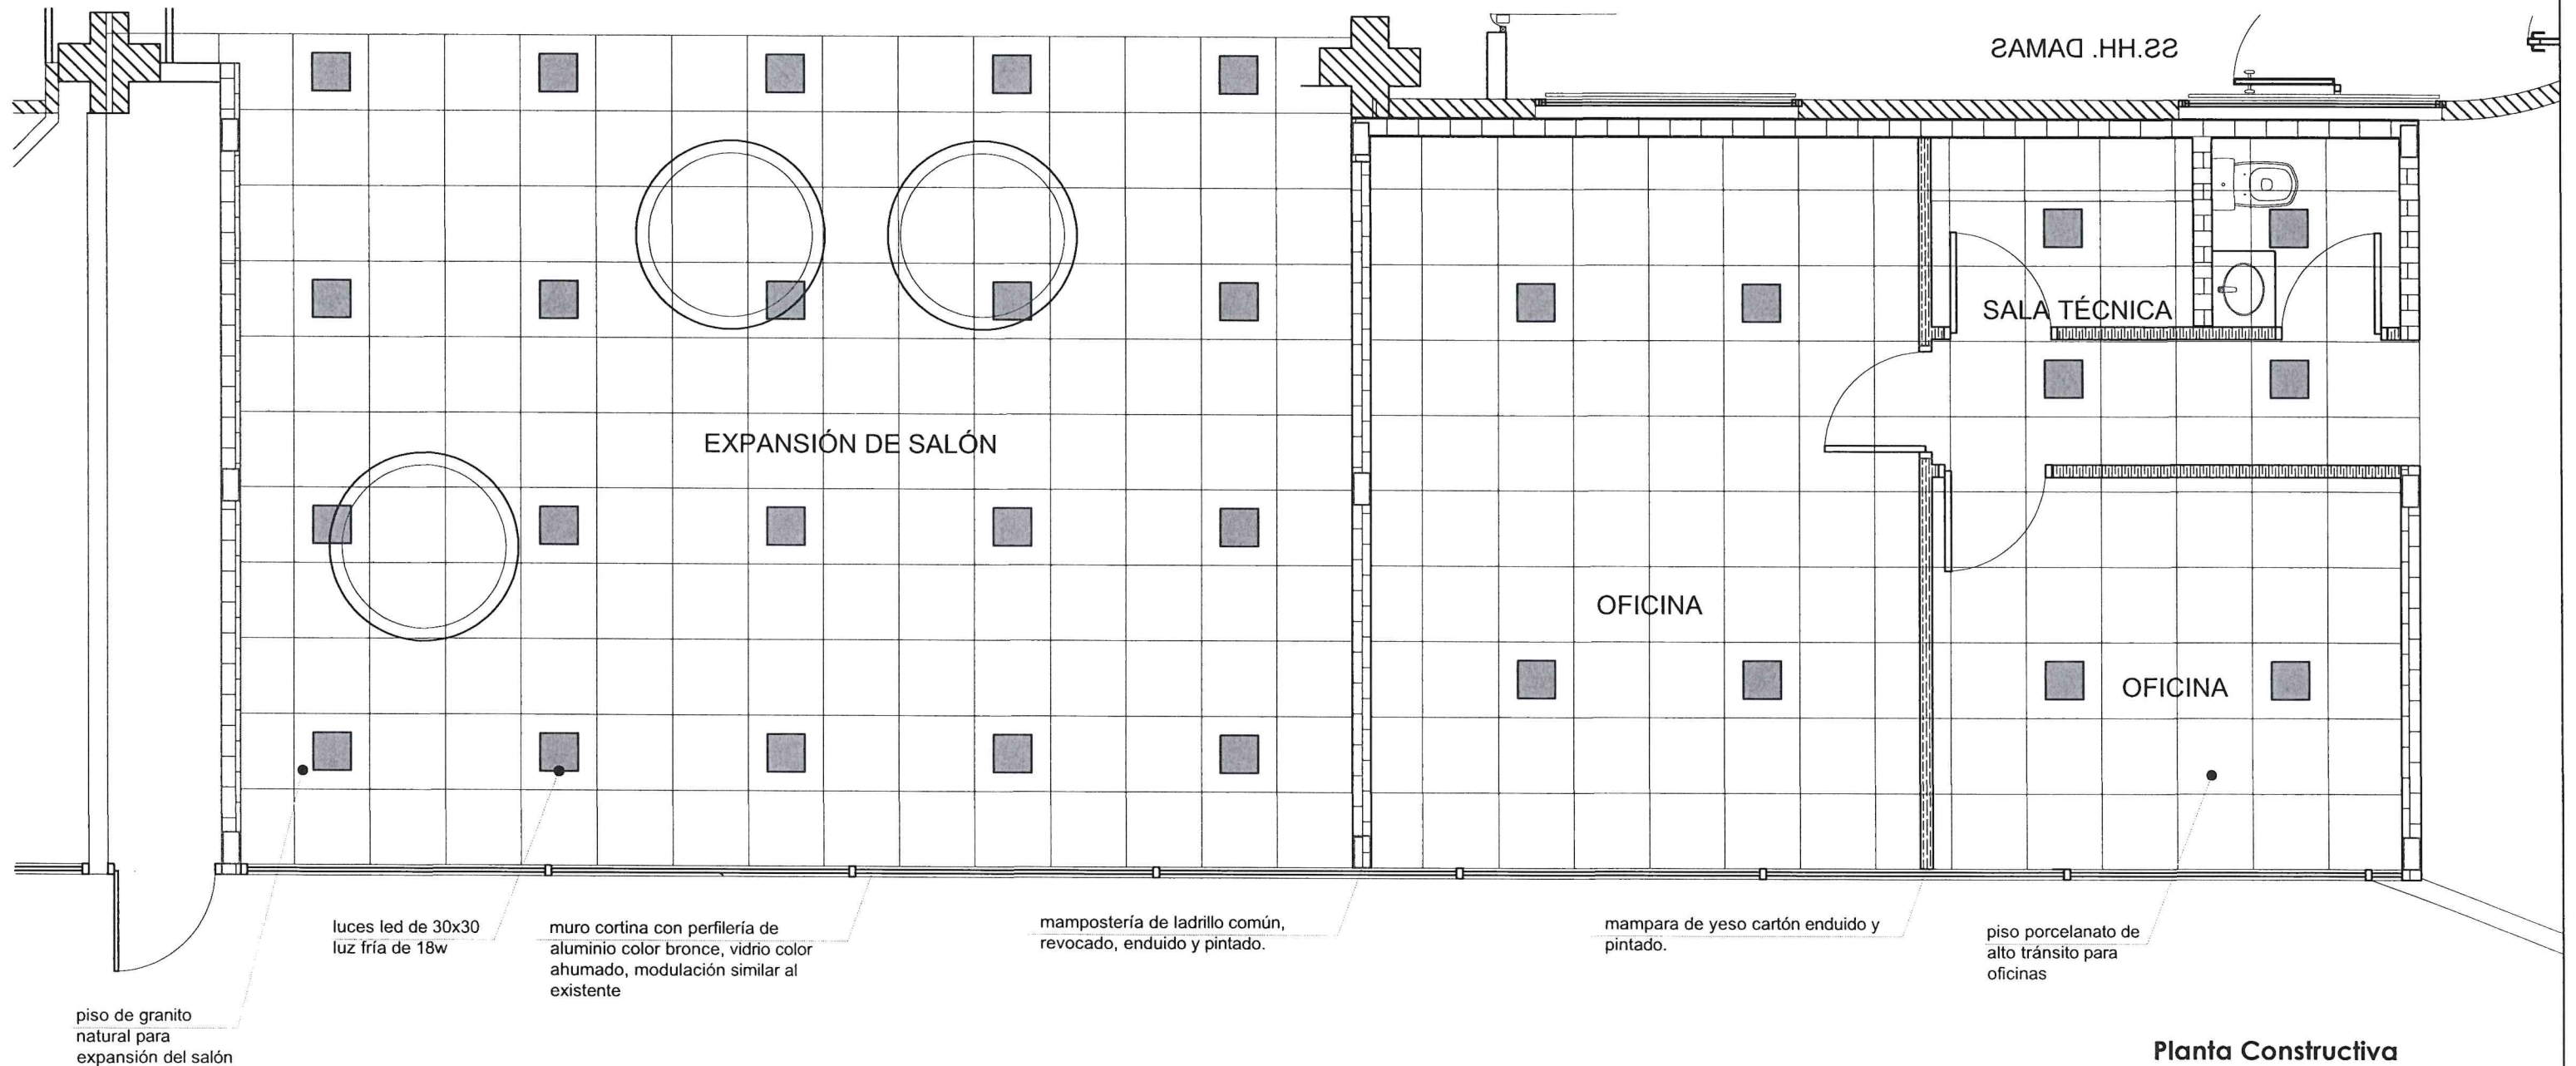 SS.HH. DAMAS
SALA TÉCNICA
EXPANSIÓN DE SALÓN
OFICINA
OFICINA
luces led de 30x30
luz fría de 18w
muro cortina con perfilería de
aluminio color bronce, vidrio color
ahumado, modulación similar al
existente
mampostería de ladrillo común,
revocado, enduido y pintado.
mampara de yeso cartón enduido y
pintado.
piso porcelanato de
alto tránsito para
oficinas
piso de granito
natural para
expansión del salón
Planta Constructiva